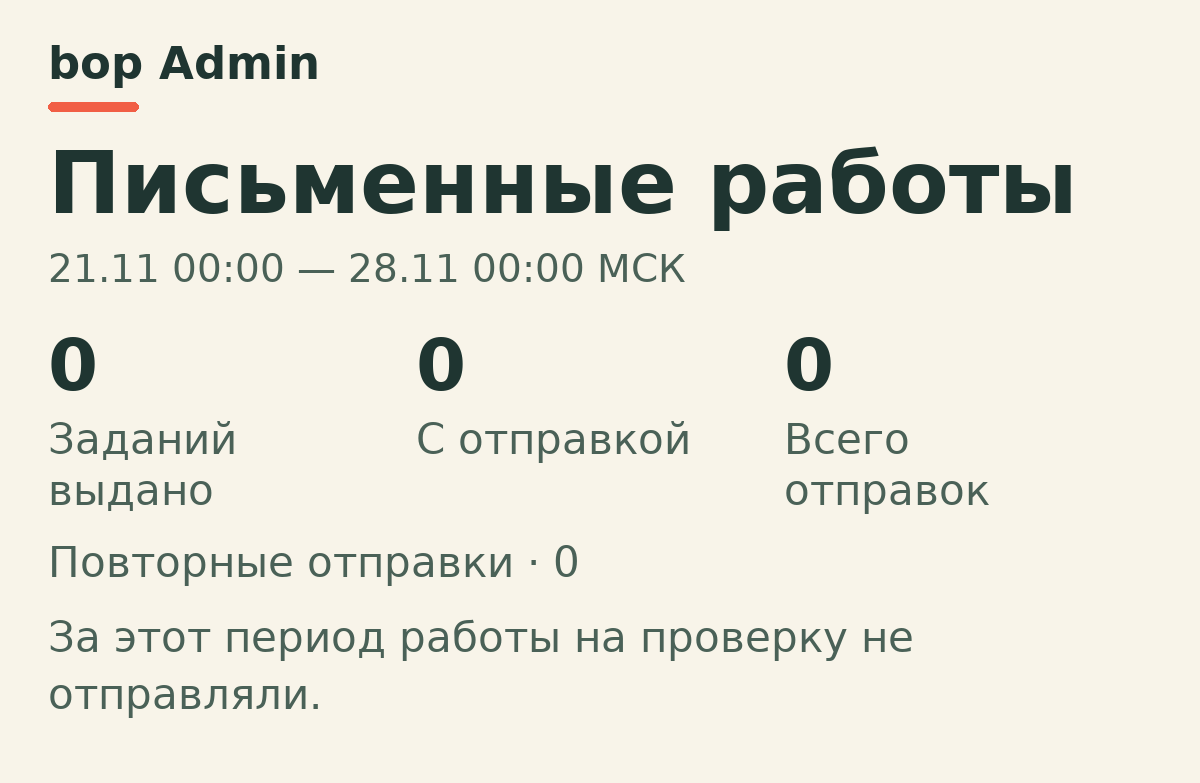 bop Admin
Письменные работы
21.11 00:00 — 28.11 00:00 МСК
0 0 0
Заданий С отправкой Всего
выдано отправок
Повторные отправки · 0
За этот период работы на проверку не
отправляли.